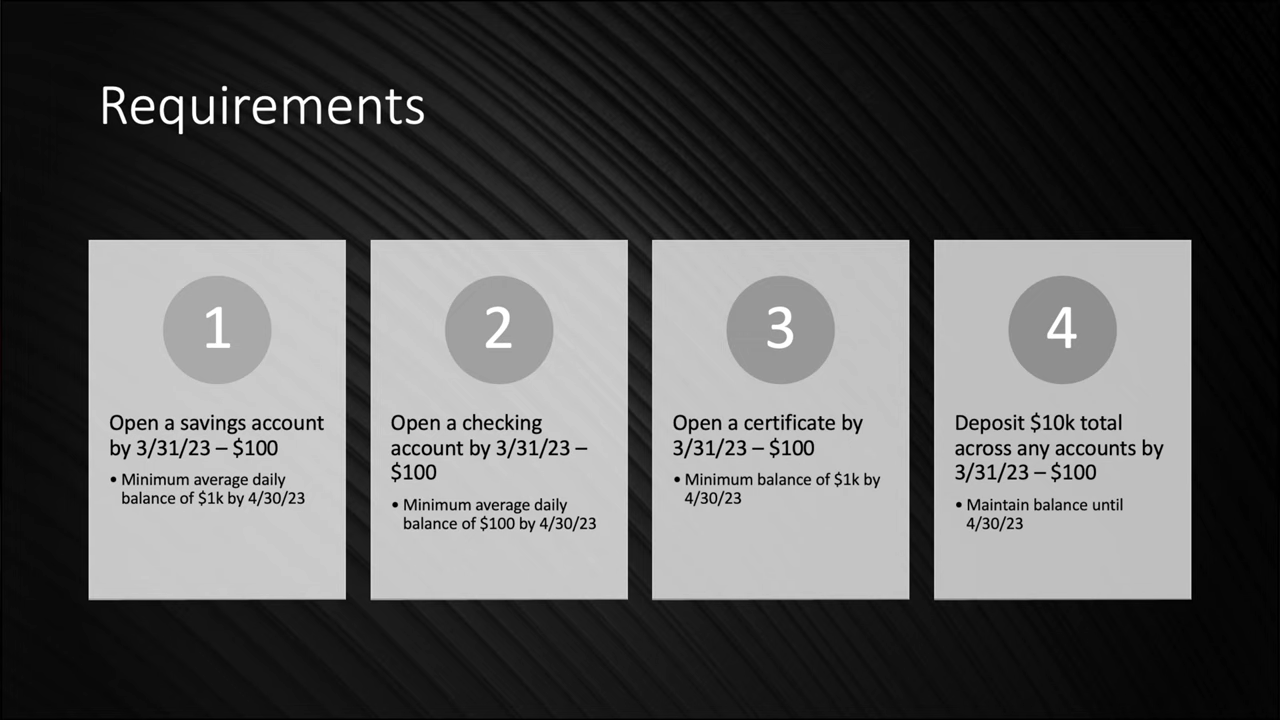 Requirements
1
Open a savings account
by 3/31/23 – $100
• Minimum average daily
balance of $1k by 4/30/23
2
Open a checking
account by 3/31/23 –
$100
• Minimum average daily
balance of $100 by 4/30/23
3
Open a certificate by
3/31/23 – $100
• Minimum balance of $1k by
4/30/23
4
Deposit $10k total
across any accounts by
3/31/23 – $100
• Maintain balance until
4/30/23